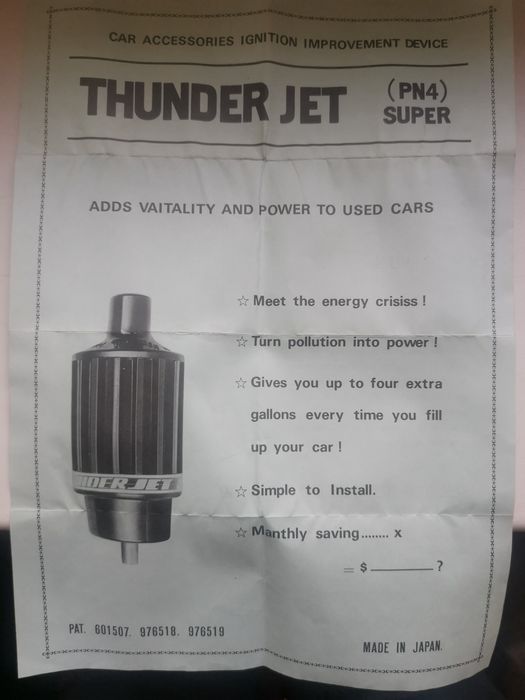 CAR ACCESSORIES IGNITION IMPROVEMENT DEVICE
THUNDER JET
(PN4)
SUPER
ADDS VAITALITY AND POWER TO USED CARS
☆ Meet the energy crisiss !
☆ Turn pollution into power !
☆ Gives you up to four extra
gallons every time you fill
up your car !
☆ Simple to Install.
☆ Manthly saving........ x
= $ ________ ?
NDER JET
PAT. 601507. 976518. 976519
MADE IN JAPAN.